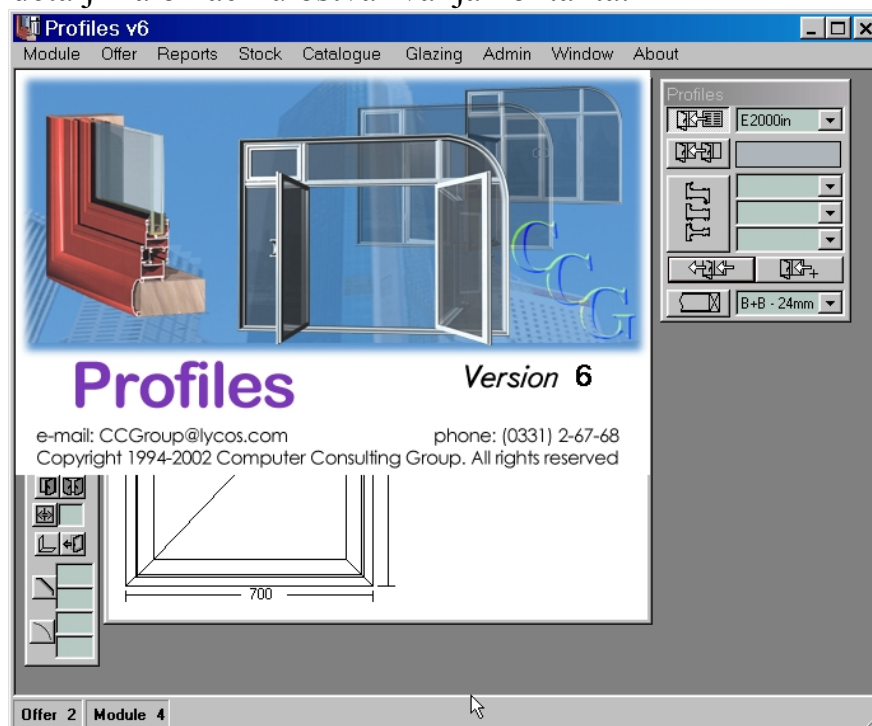 Profiles v6
Module Offer Reports Stock Catalogue Glazing Admin Window About
Profiles
E2000in
CCG
B+B - 24mm
Profiles
Version 6
e-mail: CCGroup@lycos.com phone: (0331) 2-67-68
Copyright 1994-2002 Computer Consulting Group. All rights reserved
700
Offer 2 Module 4